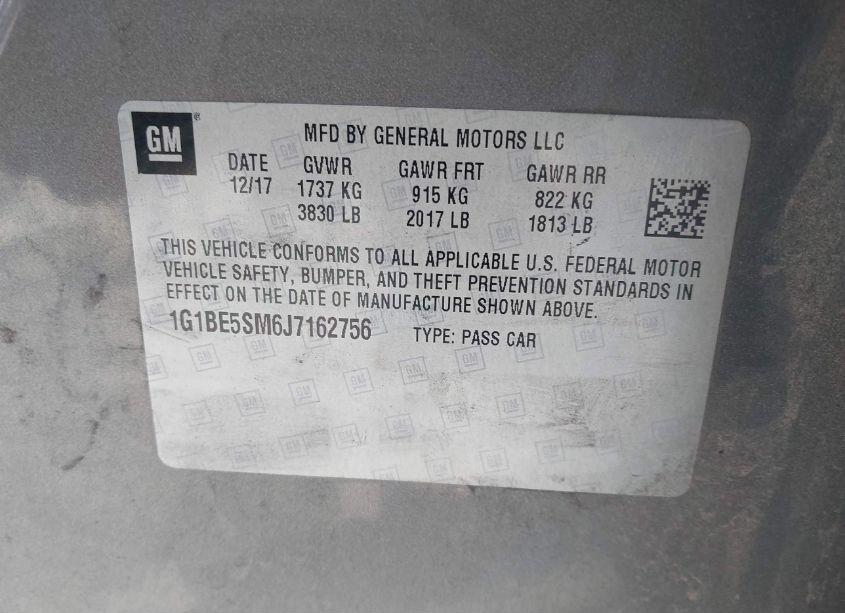 GM ® MFD BY GENERAL MOTORS LLC
DATE GVWR GAWR FRT GAWR RR
12/17 1737 KG 915 KG 822 KG
3830 LB 2017 LB 1813 LB
THIS VEHICLE CONFORMS TO ALL APPLICABLE U.S. FEDERAL MOTOR
VEHICLE SAFETY, BUMPER, AND THEFT PREVENTION STANDARDS IN
EFFECT ON THE DATE OF MANUFACTURE SHOWN ABOVE.
1G1BE5SM6J7162756 TYPE: PASS CAR